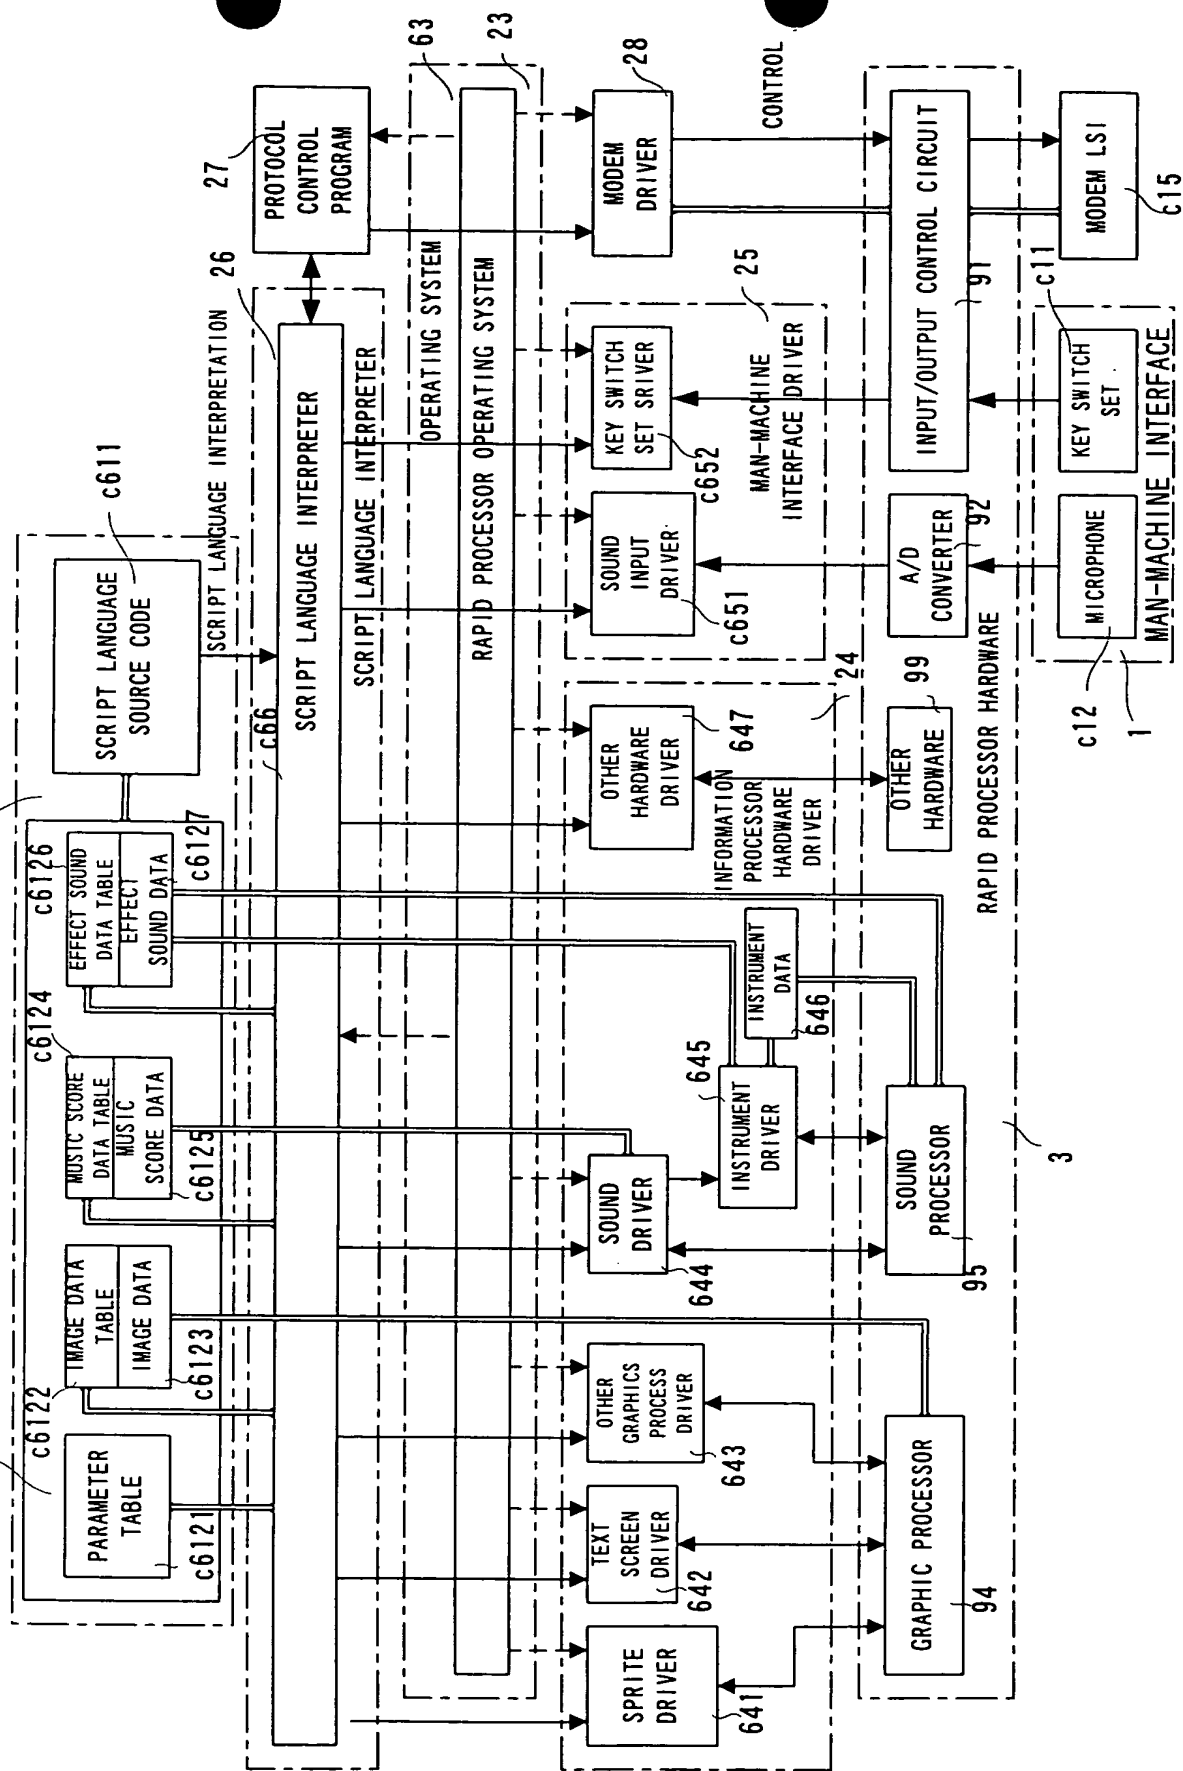 PARAMETER
TABLE
c6121
c6122
IMAGE DATA
TABLE
IMAGE DATA
c6123
c6124
MUSIC SCORE
DATA TABLE
MUSIC
SCORE DATA
c6125
c6126
EFFECT SOUND
DATA TABLE
EFFECT
SOUND DATA
c6127
SCRIPT LANGUAGE
SOURCE CODE
c611
SCRIPT LANGUAGE INTERPRETATION
26
c66
SCRIPT LANGUAGE INTERPRETER
SCRIPT LANGUAGE INTERPRETER
27
PROTOCOL
CONTROL
PROGRAM
63
OPERATING SYSTEM
RAPID PROCESSOR OPERATING SYSTEM
23
SPRITE
DRIVER
641
TEXT
SCREEN
DRIVER
642
OTHER
GRAPHICS
PROCESS
DRIVER
643
SOUND
DRIVER
644
645
INSTRUMENT
DRIVER
INSTRUMENT
DATA
646
OTHER
HARDWARE
DRIVER
647
INFORMATION
PROCESSOR
HARDWARE
DRIVER
24
SOUND
INPUT
DRIVER
c651
KEY SWITCH
SET SRIVER
c652
MAN-MACHINE
INTERFACE DRIVER
25
MODEM
DRIVER
28
CONTROL
GRAPHIC PROCESSOR
94
SOUND
PROCESSOR
95
OTHER
HARDWARE
99
A/D
CONVERTER
92
INPUT/OUTPUT CONTROL CIRCUIT
91
RAPID PROCESSOR HARDWARE
3
MICROPHONE
c12
KEY SWITCH
SET
c11
MAN-MACHINE INTERFACE
1
MODEM LSI
c15